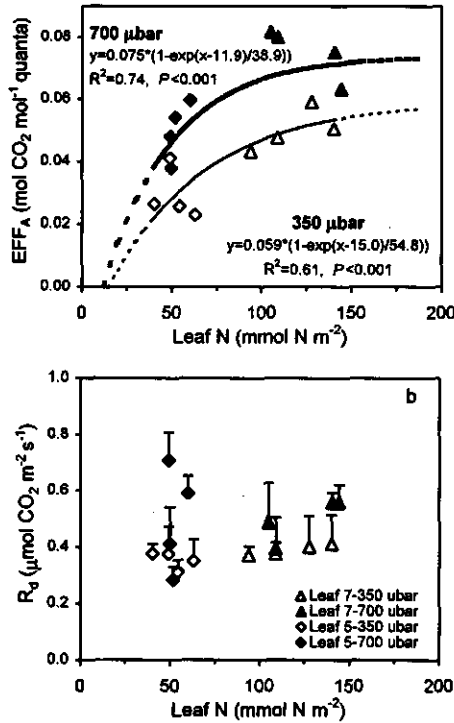 0.08
0.06
0.04
0.02
0.00
EFF_A (mol CO₂ mol⁻¹ quanta)
700 µbar
y=0.075*(1-exp(x-11.9)/38.9))
R²=0.74, P<0.001
350 µbar
y=0.059*(1-exp(x-15.0)/54.8))
R²=0.61, P<0.001
0 50 100 150 200
Leaf N (mmol N m⁻²)
b
1.0
0.8
0.6
0.4
0.2
0.0
R_d (µmol CO₂ m⁻² s⁻¹)
Leaf 7-350 ubar
Leaf 7-700 ubar
Leaf 5-350 ubar
Leaf 5-700 ubar
0 50 100 150 200
Leaf N (mmol N m⁻²)